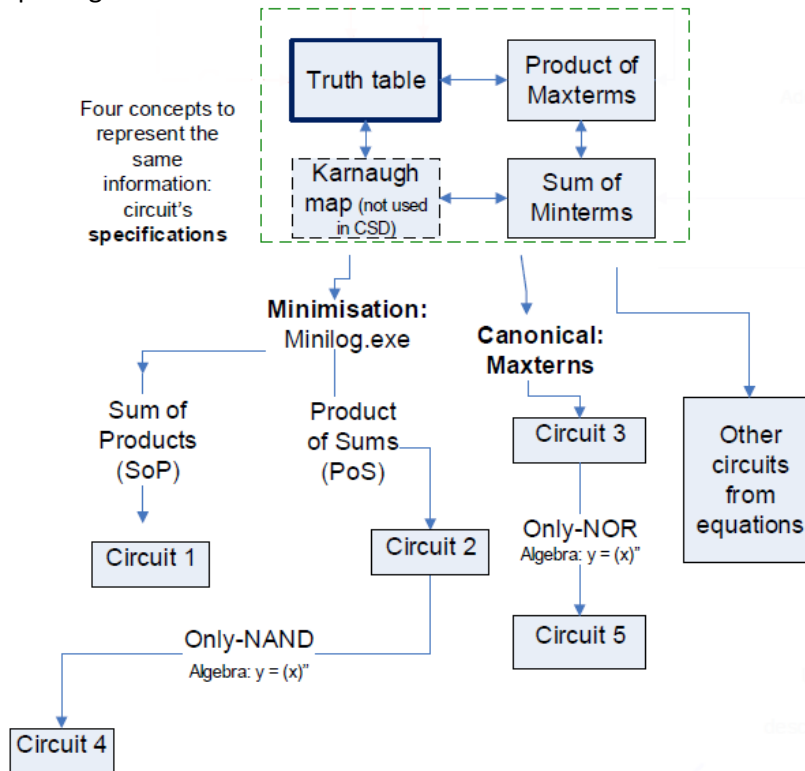 Truth table
Product of
Maxterms
Four concepts to
represent the
same
information:
circuit's
specifications
Karnaugh
map (not used
in CSD)
Sum of
Minterms
Minimisation:
Minilog.exe
Canonical:
Maxterns
Sum of
Products
(SoP)
Product
of Sums
(PoS)
Circuit 3
Other
circuits
from
equations
Circuit 1
Circuit 2
Only-NOR
Algebra: y = (x)"
Only-NAND
Algebra: y = (x)"
Circuit 5
Circuit 4